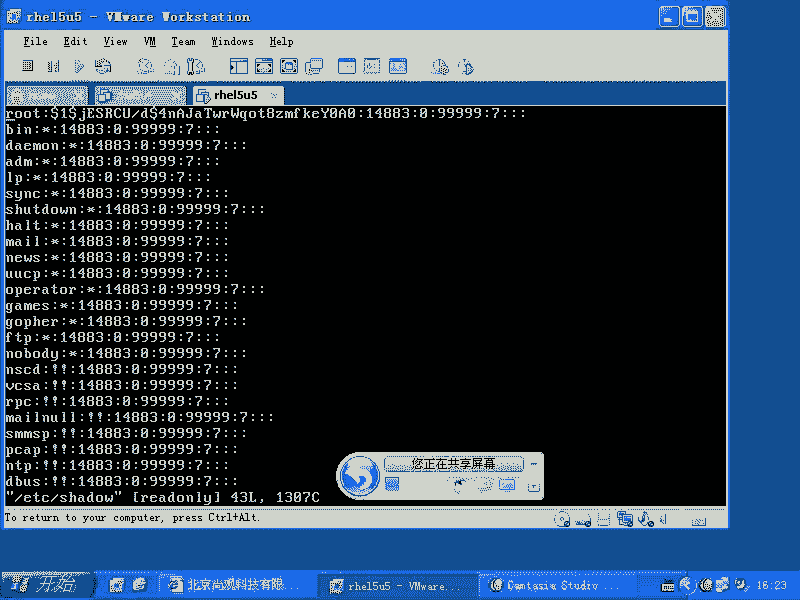 rhel5u5 - VMware Workstation
File Edit View VM Team Windows Help
rhel5u5
root:$1$jESRCU/d$4nAJaTwrWqot8zmfkeY0A0:14883:0:99999:7:::
bin:*:14883:0:99999:7:::
daemon:*:14883:0:99999:7:::
adm:*:14883:0:99999:7:::
lp:*:14883:0:99999:7:::
sync:*:14883:0:99999:7:::
shutdown:*:14883:0:99999:7:::
halt:*:14883:0:99999:7:::
mail:*:14883:0:99999:7:::
news:*:14883:0:99999:7:::
uucp:*:14883:0:99999:7:::
operator:*:14883:0:99999:7:::
games:*:14883:0:99999:7:::
gopher:*:14883:0:99999:7:::
ftp:*:14883:0:99999:7:::
nobody:*:14883:0:99999:7:::
nscd:!!:14883:0:99999:7:::
vcsa:!!:14883:0:99999:7:::
rpc:!!:14883:0:99999:7:::
mailnull:!!:14883:0:99999:7:::
smmsp:!!:14883:0:99999:7:::
pcap:!!:14883:0:99999:7:::
ntp:!!:14883:0:99999:7:::
dbus:!!:14883:0:99999:7:::
您正在共享屏幕
"/etc/shadow" [readonly] 43L, 1307C
To return to your computer, press Ctrl+Alt.
开始 北京尚观科技有限... rhel5u5 - VMware... Camtasia Studio ... 16:23